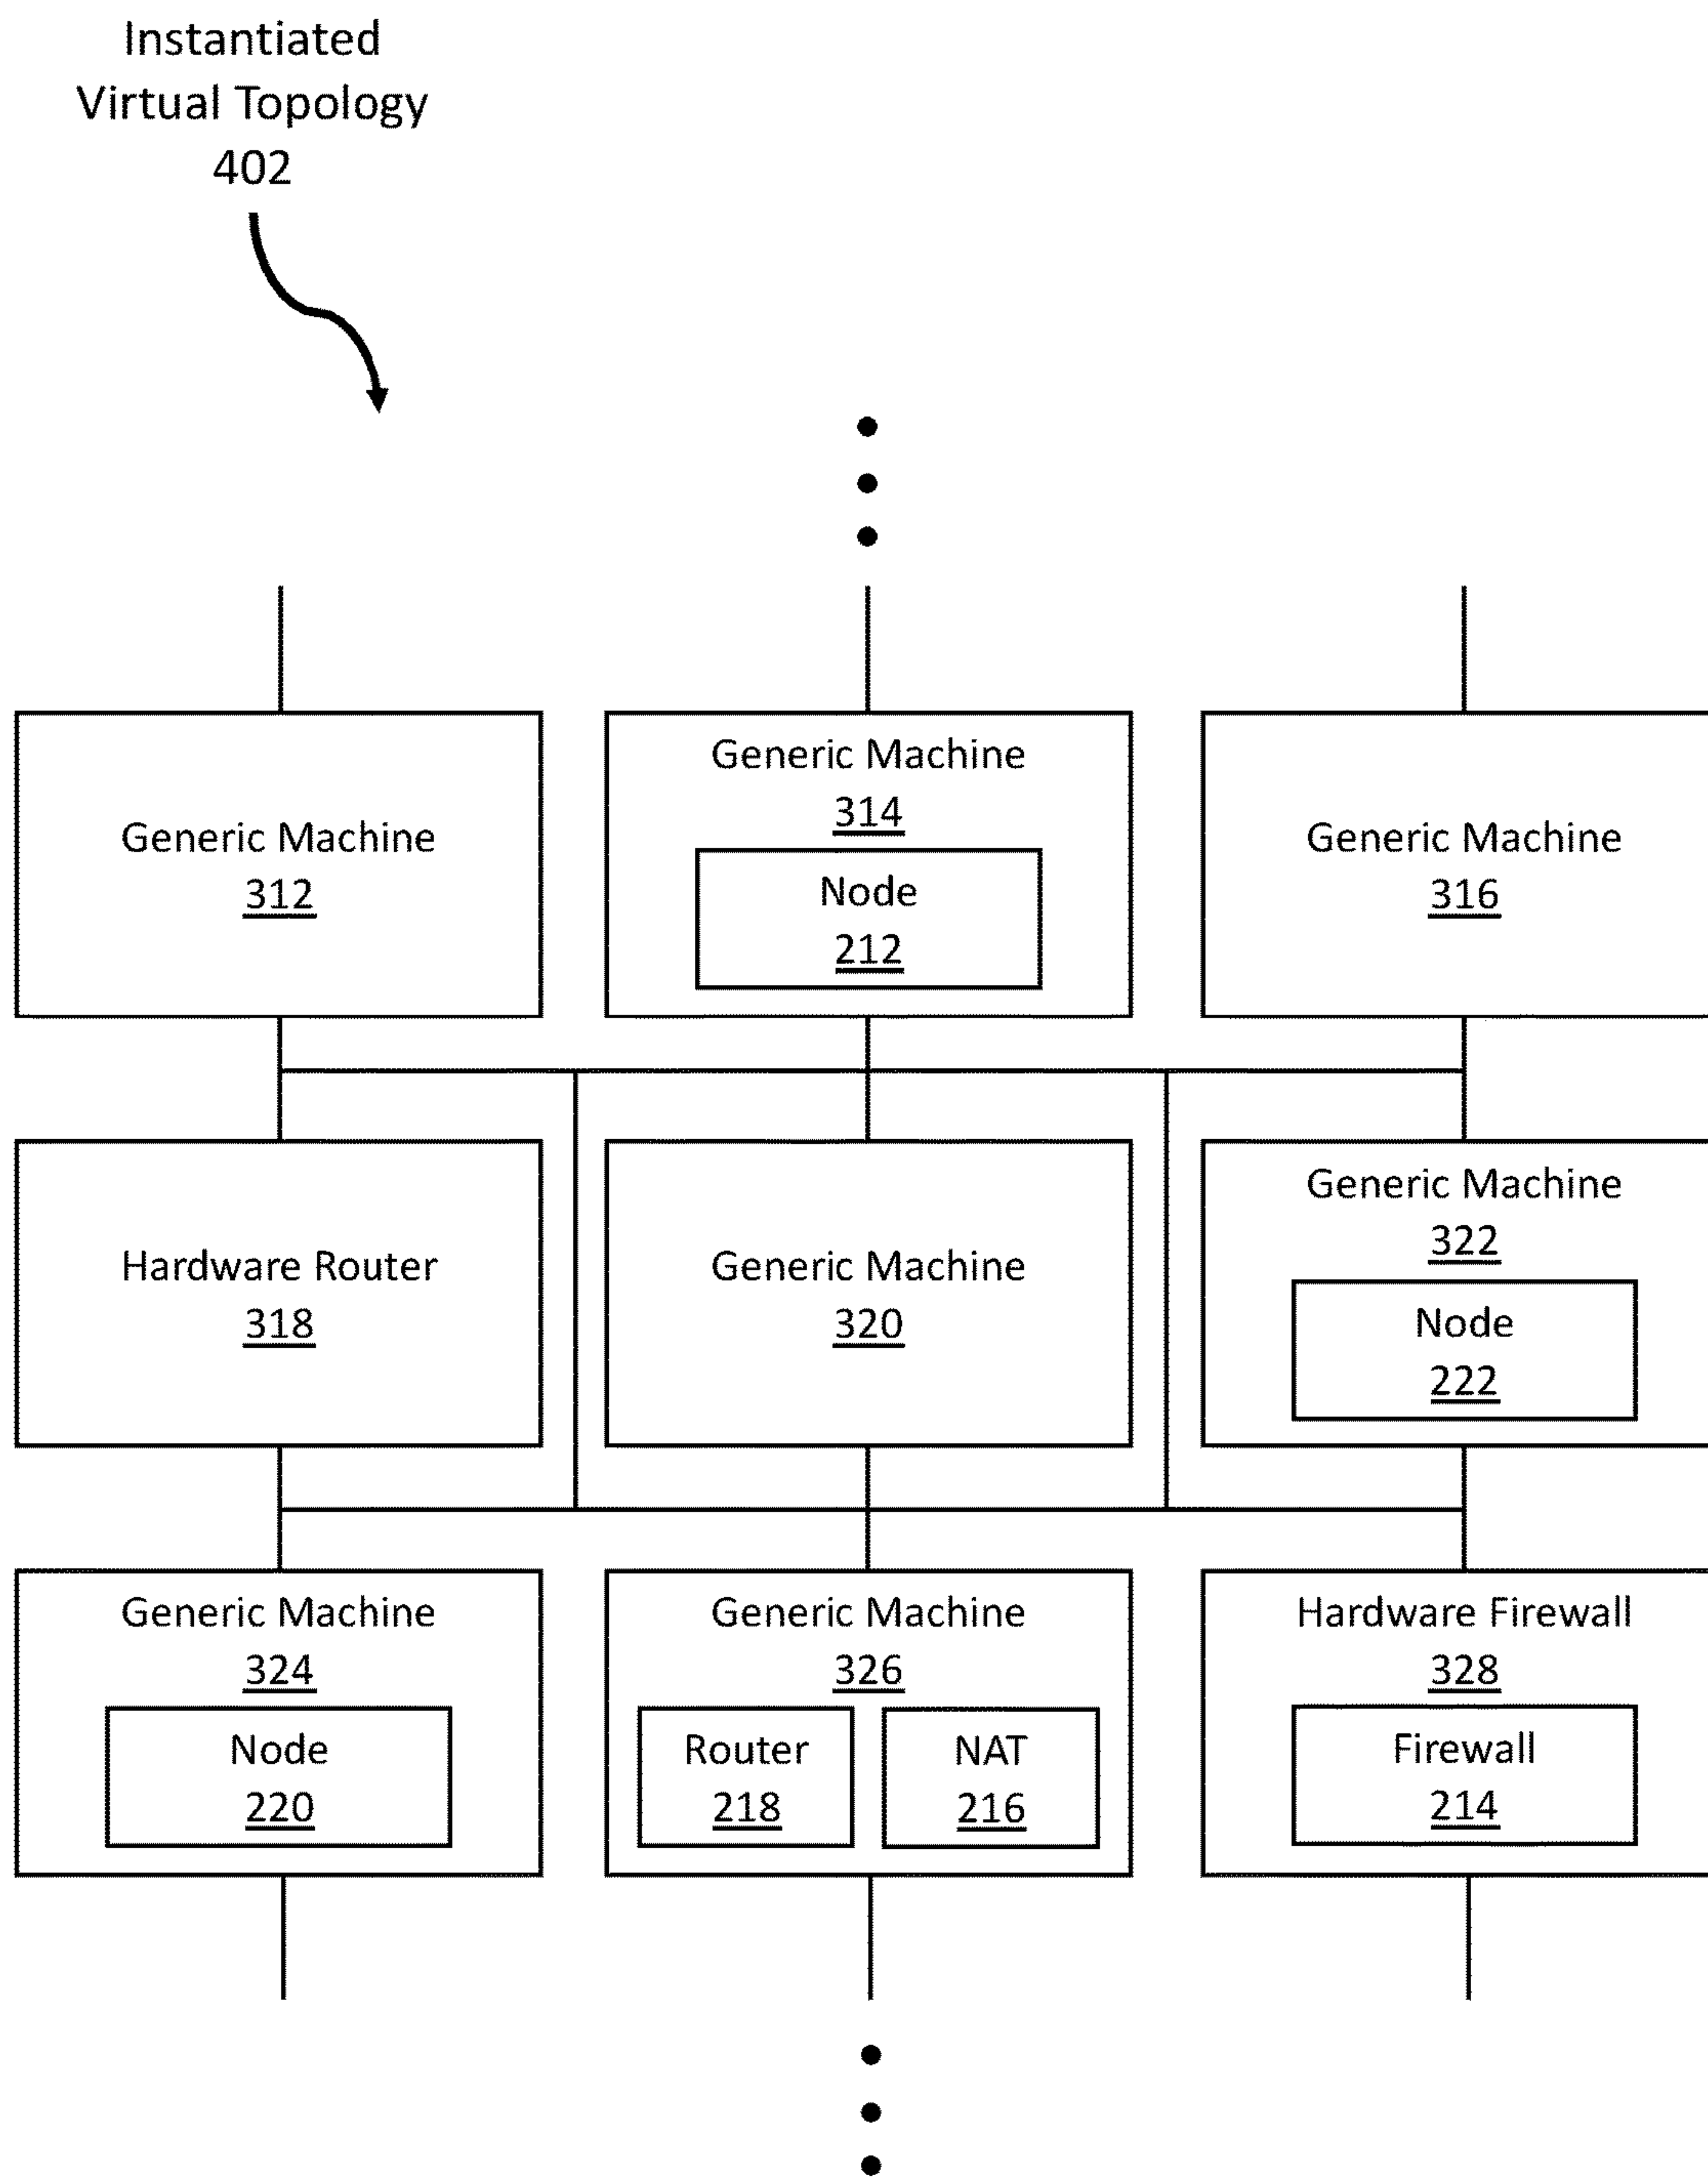 Instantiated
Virtual Topology
402
Generic Machine
312
Generic Machine
314
Node
212
Generic Machine
316
Hardware Router
318
Generic Machine
320
Generic Machine
322
Node
222
Generic Machine
324
Node
220
Generic Machine
326
Router
218
NAT
216
Hardware Firewall
328
Firewall
214